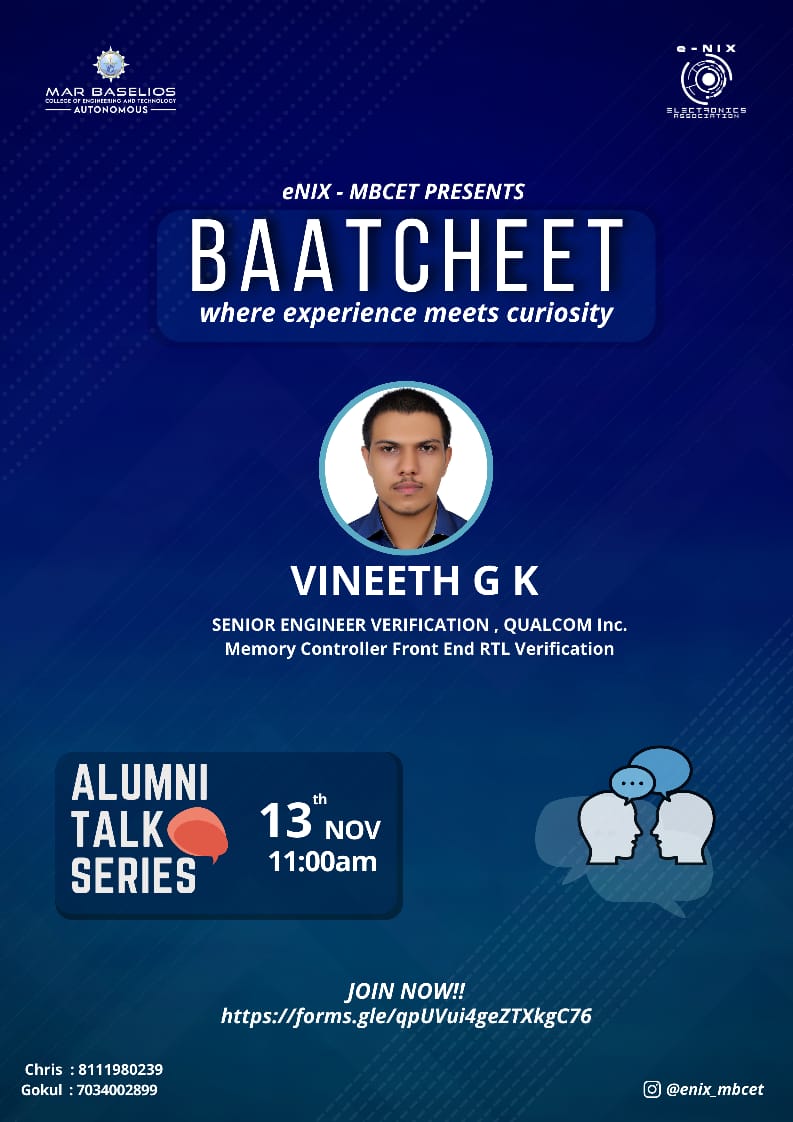 MAR BASELIOS
COLLEGE OF ENGINEERING AND TECHNOLOGY
AUTONOMOUS
e-NIX
ELECTRONICS
ASSOCIATION
eNIX - MBCET PRESENTS
BAATCHEET
where experience meets curiosity
VINEETH G K
SENIOR ENGINEER VERIFICATION , QUALCOM Inc.
Memory Controller Front End RTL Verification
ALUMNI
TALK
SERIES
13th NOV
11:00am
JOIN NOW!!
https://forms.gle/qpUVui4geZTXkgC76
Chris : 8111980239
Gokul : 7034002899
@enix_mbcet